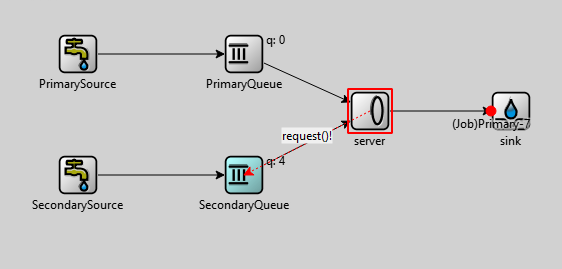 q: 0
PrimarySource
PrimaryQueue
(Job)Primary-7
request()!
server
sink
q: 4
SecondarySource
SecondaryQueue